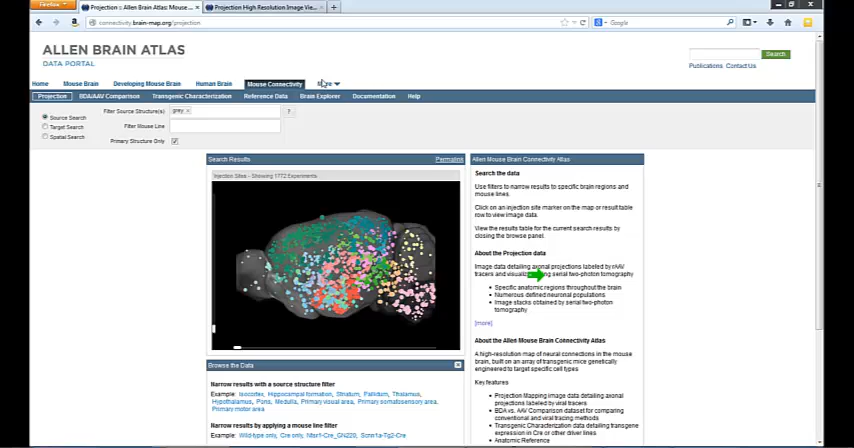 Firefox
Projection :: Allen Brain Atlas: Mouse ...
Projection High Resolution Image Vie...
connectivity.brain-map.org/projection
Google
ALLEN BRAIN ATLAS
DATA PORTAL
Search
Publications Contact Us
Home Mouse Brain Developing Mouse Brain Human Brain Mouse Connectivity
Projection BDA/AAV Comparison Transgenic Characterization Reference Data Brain Explorer Documentation Help
Source Search
Target Search
Spatial Search
Filter Source Structure(s) grey × ?
Filter Mouse Line
Primary Structure Only
Search Results Permalink
Injection Sites - Showing 1772 Experiments
Allen Mouse Brain Connectivity Atlas
Search the data
Use filters to narrow results to specific brain regions and
mouse lines.
Click on an injection site marker on the map or result table
row to view image data.
View the results table for the current search results by
closing the browse panel.
About the Projection data
Image data detailing axonal projections labeled by rAAV
tracers and serial two-photon tomography
• Specific anatomic regions throughout the brain
• Numerous defined neuronal populations
• Image stacks obtained by serial two-photon
tomography
[more]
About the Allen Mouse Brain Connectivity Atlas
A high-resolution map of neural connections in the mouse
brain, built on an array of transgenic mice genetically
engineered to target specific cell types
Key features
• Projection Mapping image data detailing axonal
projections labeled by viral tracers
• BDA vs. AAV Comparison dataset for comparing
conventional and viral tracing methods
• Transgenic Characterization data detailing transgene
expression in Cre or other driver lines
• Anatomic Reference
Browse the Data
Narrow results with a source structure filter
Example: Isocortex, Hippocampal formation, Striatum, Pallidum, Thalamus,
Hypothalamus, Pons, Medulla, Primary visual area, Primary somatosensory area,
Primary motor area
Narrow results by applying a mouse line filter
Example: Wild-type only, Cre only, Ntsr1-Cre_GN220, Scnn1a-Tg2-Cre